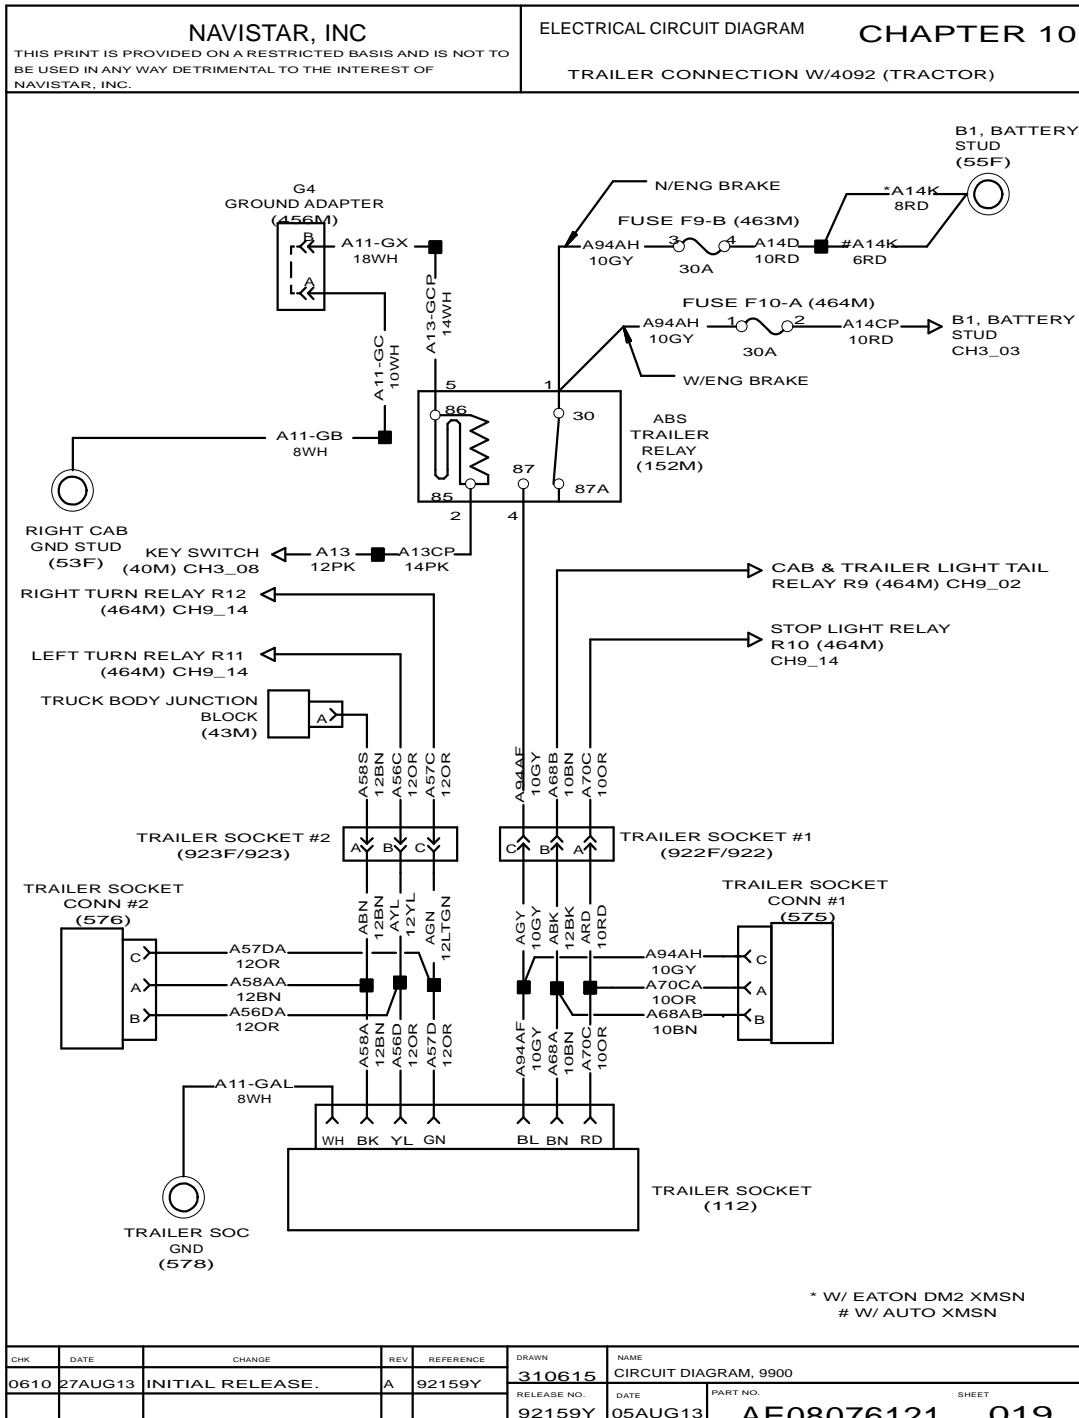 NAVISTAR, INC
THIS PRINT IS PROVIDED ON A RESTRICTED BASIS AND IS NOT TO
BE USED IN ANY WAY DETRIMENTAL TO THE INTEREST OF
NAVISTAR, INC.
ELECTRICAL CIRCUIT DIAGRAM
CHAPTER 10
TRAILER CONNECTION W/4092 (TRACTOR)
B1, BATTERY
STUD
(55F)
N/ENG BRAKE
*A14K
8RD
G4
GROUND ADAPTER
(456M)
FUSE F9-B (463M)
B
A11-GX
18WH
A94AH
10GY
3
4
30A
A14D
10RD
#A14K
6RD
A
A13-GCP
14WH
FUSE F10-A (464M)
A94AH
10GY
1
2
30A
A14CP
10RD
B1, BATTERY
STUD
CH3_03
A11-GC
10WH
W/ENG BRAKE
5
1
86
30
ABS
TRAILER
RELAY
(152M)
A11-GB
8WH
87
87A
85
2
4
RIGHT CAB
GND STUD
(53F)
KEY SWITCH
(40M) CH3_08
A13
12PK
A13CP
14PK
CAB & TRAILER LIGHT TAIL
RELAY R9 (464M) CH9_02
RIGHT TURN RELAY R12
(464M) CH9_14
STOP LIGHT RELAY
R10 (464M)
CH9_14
LEFT TURN RELAY R11
(464M) CH9_14
TRUCK BODY JUNCTION
BLOCK
(43M)
A
A58S
12BN
A56C
12OR
A57C
12OR
A94AF
10GY
A68B
10BN
A70C
10OR
TRAILER SOCKET #2
(923F/923)
A
B
C
C
B
A
TRAILER SOCKET #1
(922F/922)
TRAILER SOCKET
CONN #2
(576)
ABN
12BN
AYL
12YL
AGN
12LTGN
AGY
10GY
ABK
12BK
ARD
10RD
TRAILER SOCKET
CONN #1
(575)
C
A57DA
12OR
A
A58AA
12BN
B
A56DA
12OR
A94AH
10GY
C
A70CA
10OR
A
A68AB
10BN
B
A58A
12BN
A56D
12OR
A57D
12OR
A94AF
10GY
A68A
10BN
A70C
10OR
A11-GAL
8WH
WH
BK
YL
GN
BL
BN
RD
TRAILER SOCKET
(112)
TRAILER SOC
GND
(578)
* W/ EATON DM2 XMSN
# W/ AUTO XMSN
CHK
DATE
CHANGE
REV
REFERENCE
DRAWN
NAME
0610
27AUG13
INITIAL RELEASE.
A
92159Y
310615
CIRCUIT DIAGRAM, 9900
RELEASE NO.
DATE
PART NO.
SHEET
92159Y
05AUG13
AE08076121
019